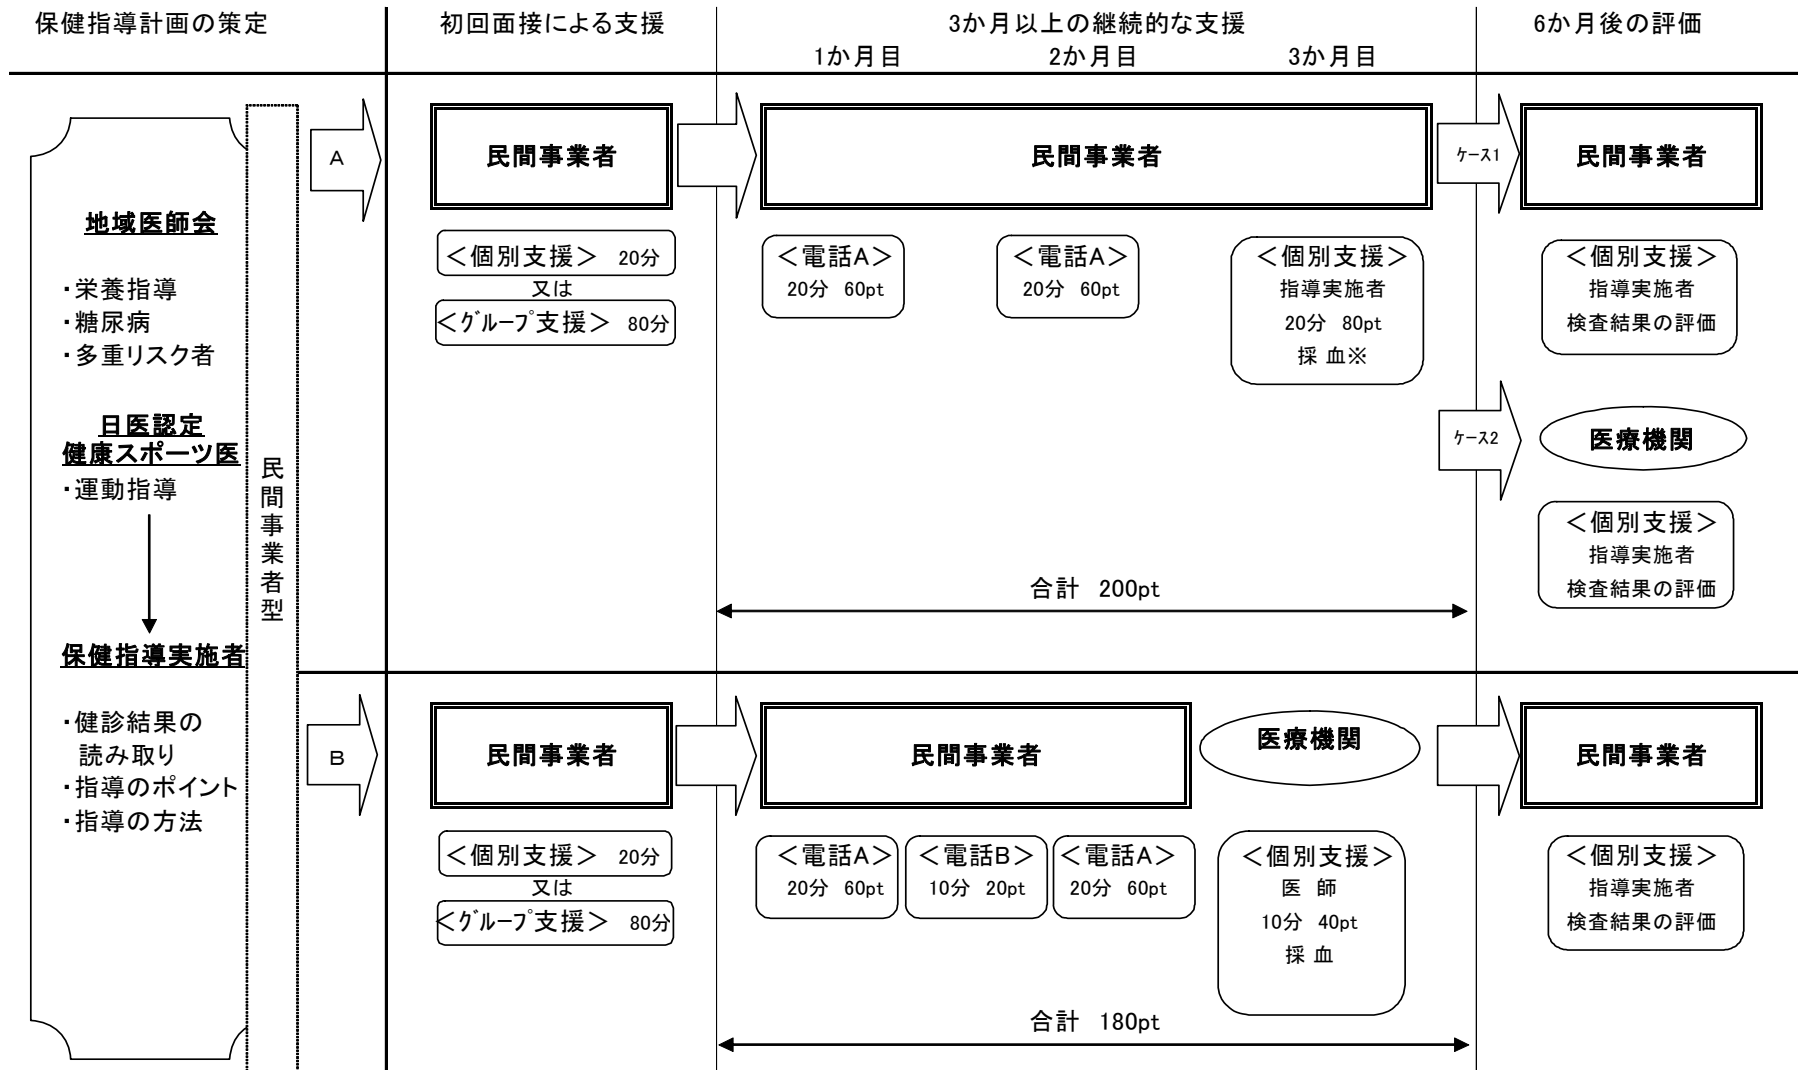 保健指導計画の策定
初回面接による支援
3か月以上の継続的な支援
6か月後の評価
1か月目
2か月目
3か月目
地域医師会
・栄養指導
・糖尿病
・多重リスク者
日医認定
健康スポーツ医
・運動指導
保健指導実施者
・健診結果の
読み取り
・指導のポイント
・指導の方法
民間事業者型
A
民間事業者
＜個別支援＞ 20分
又は
＜ｸﾞﾙｰﾌﾟ支援＞ 80分
民間事業者
＜電話A＞
20分 60pt
＜電話A＞
20分 60pt
＜個別支援＞
指導実施者
20分 80pt
採 血※
合計 200pt
ｹｰｽ1
民間事業者
＜個別支援＞
指導実施者
検査結果の評価
ｹｰｽ2
医療機関
＜個別支援＞
指導実施者
検査結果の評価
B
民間事業者
＜個別支援＞ 20分
又は
＜ｸﾞﾙｰﾌﾟ支援＞ 80分
民間事業者
＜電話A＞
20分 60pt
＜電話B＞
10分 20pt
＜電話A＞
20分 60pt
医療機関
＜個別支援＞
医 師
10分 40pt
採 血
合計 180pt
民間事業者
＜個別支援＞
指導実施者
検査結果の評価